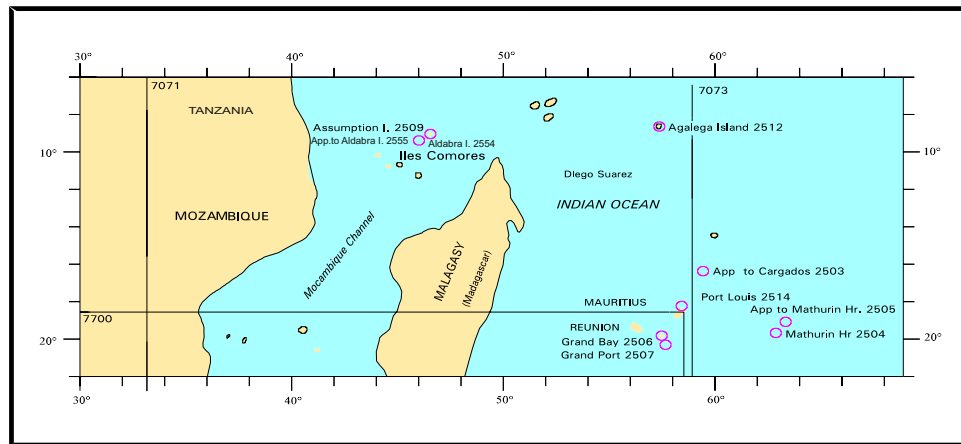 30°
40°
50°
60°
7071
7073
TANZANIA
Assumption I. 2509
App.to Aldabra I. 2555
Aldabra I. 2554
Iles Comores
Agalega Island 2512
10°
10°
DIego Suarez
INDIAN OCEAN
MOZAMBIQUE
Mocambique Channel
MALAGASY
(Madagascar)
App to Cargados 2503
MAURITIUS
Port Louis 2514
App to Mathurin Hr. 2505
7700
REUNION
Grand Bay 2506
Grand Port 2507
Mathurin Hr 2504
20°
20°
30°
40°
50°
60°